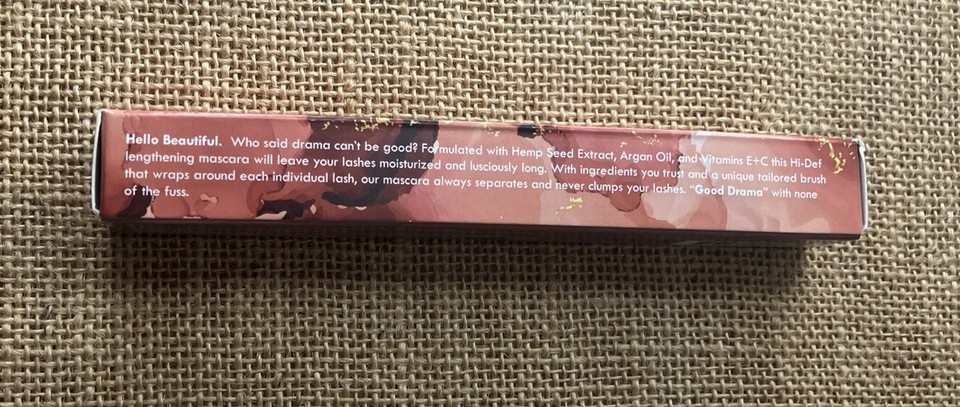 Hello Beautiful. Who said drama can't be good? Formulated with Hemp Seed Extract, Argan Oil, and Vitamins E+C this Hi-Def
lengthening mascara will leave your lashes moisturized and lusciously long. With ingredients you trust and a unique tailored brush
that wraps around each individual lash, our mascara always separates and never clumps your lashes. “Good Drama” with none
of the fuss.